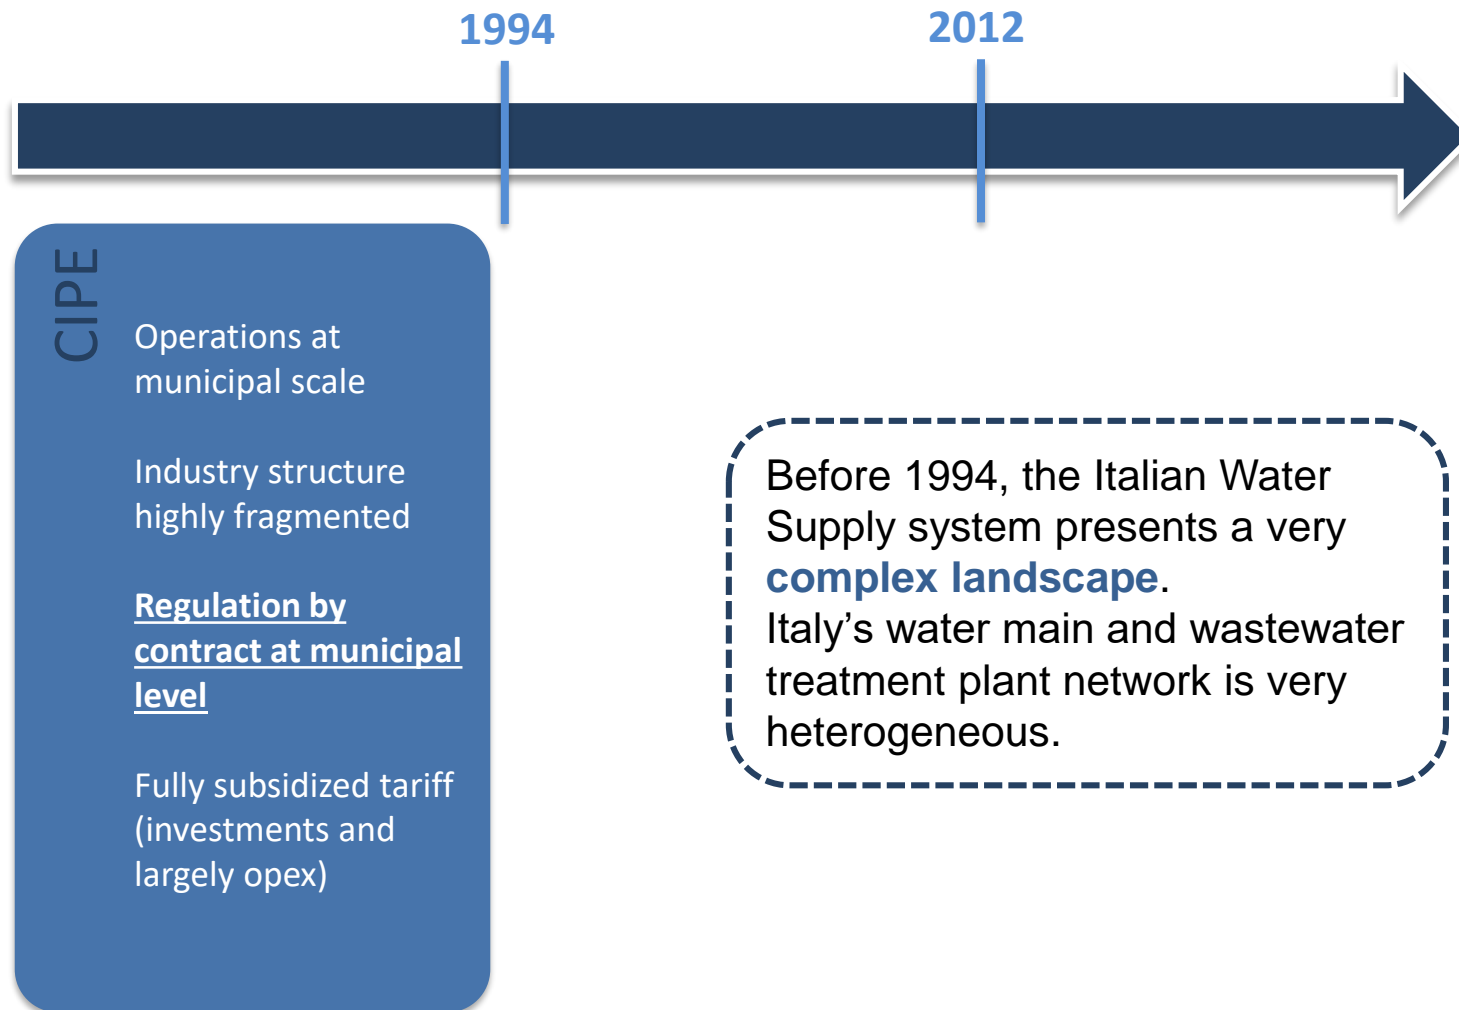 1994
2012
CIPE
Operations at
municipal scale
Industry structure
highly fragmented
Regulation by
contract at municipal
level
Fully subsidized tariff
(investments and
largely opex)
Before 1994, the Italian Water
Supply system presents a very
complex landscape.
Italy’s water main and wastewater
treatment plant network is very
heterogeneous.